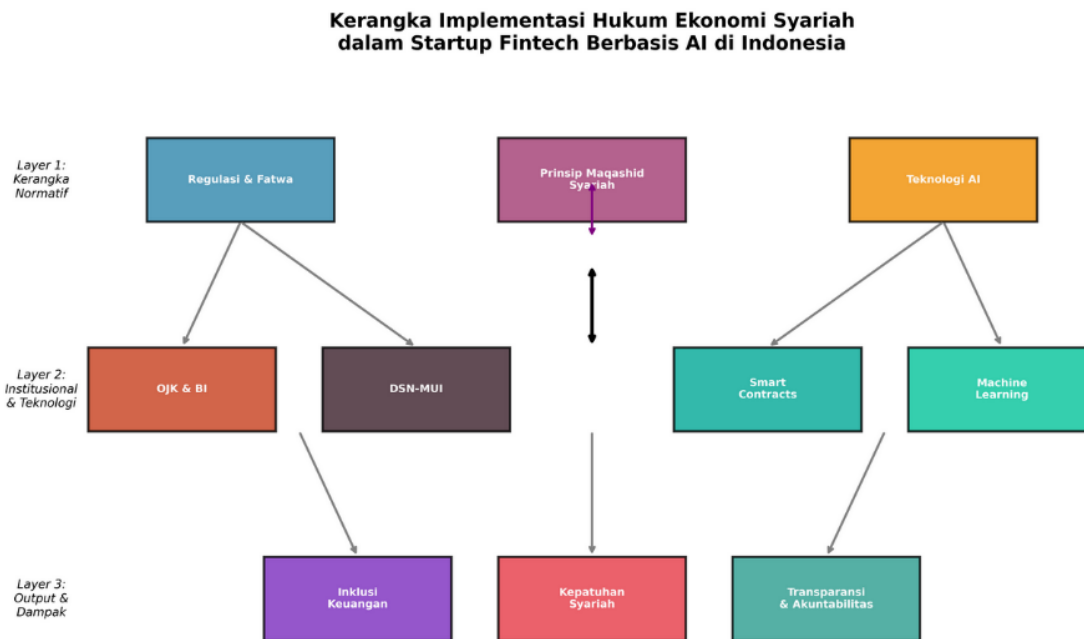 Kerangka Implementasi Hukum Ekonomi Syariah
dalam Startup Fintech Berbasis AI di Indonesia
Layer 1:
Kerangka
Normatif
Regulasi & Fatwa
Prinsip Maqashid
Syariah
Teknologi AI
Layer 2:
Institusional
& Teknologi
OJK & BI
DSN-MUI
Smart
Contracts
Machine
Learning
Layer 3:
Output &
Dampak
Inklusi
Keuangan
Kepatuhan
Syariah
Transparansi
& Akuntabilitas